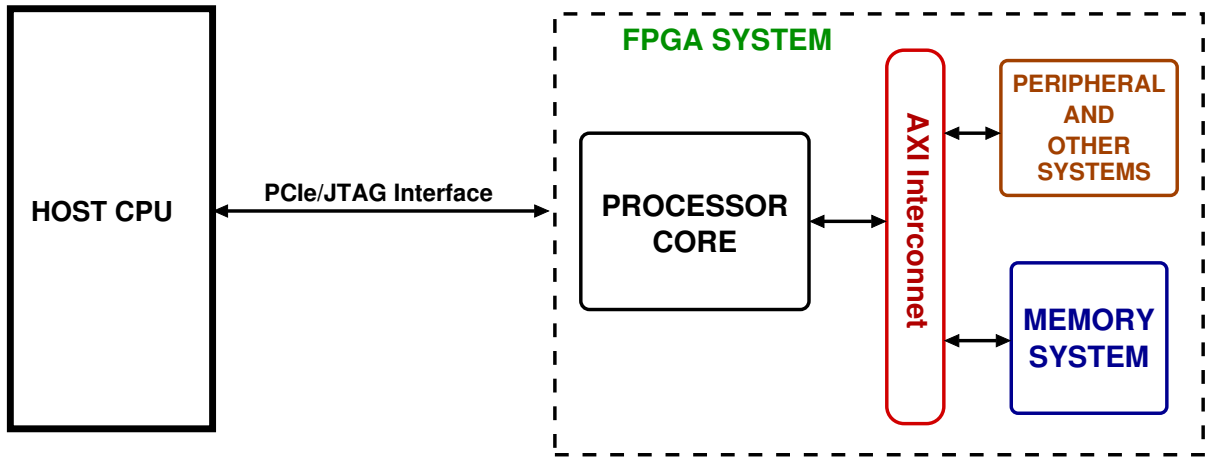 HOST CPU
PCIe/JTAG Interface
FPGA SYSTEM
PROCESSOR
CORE
AXI Interconnet
PERIPHERAL
AND
OTHER
SYSTEMS
MEMORY
SYSTEM